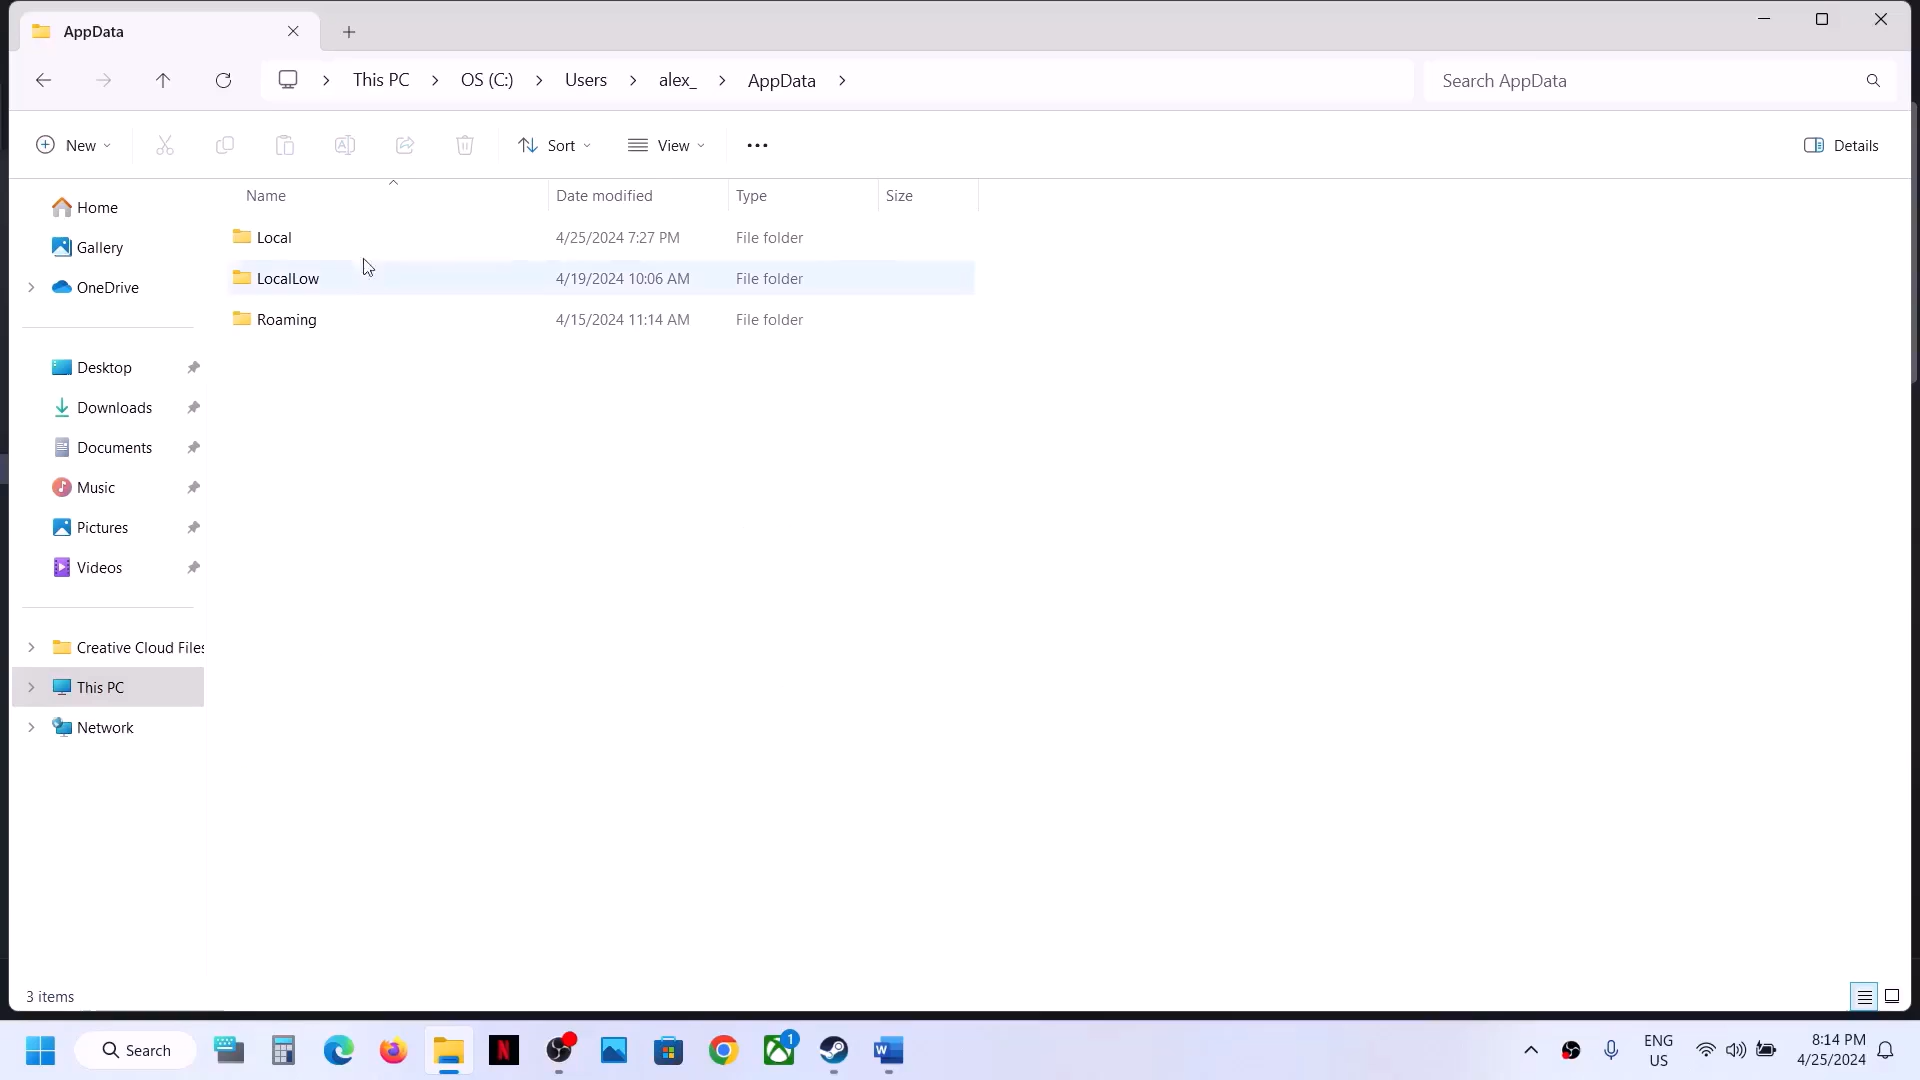 AppData
This PC > OS (C:) > Users > alex_ > AppData >
Search AppData
New
Sort
View
Details
Name Date modified Type Size
Local 4/25/2024 7:27 PM File folder
LocalLow 4/19/2024 10:06 AM File folder
Roaming 4/15/2024 11:14 AM File folder
Home
Gallery
OneDrive
Desktop
Downloads
Documents
Music
Pictures
Videos
Creative Cloud Files
This PC
Network
3 items
Search
N
1
W
ENG
US
8:14 PM
4/25/2024